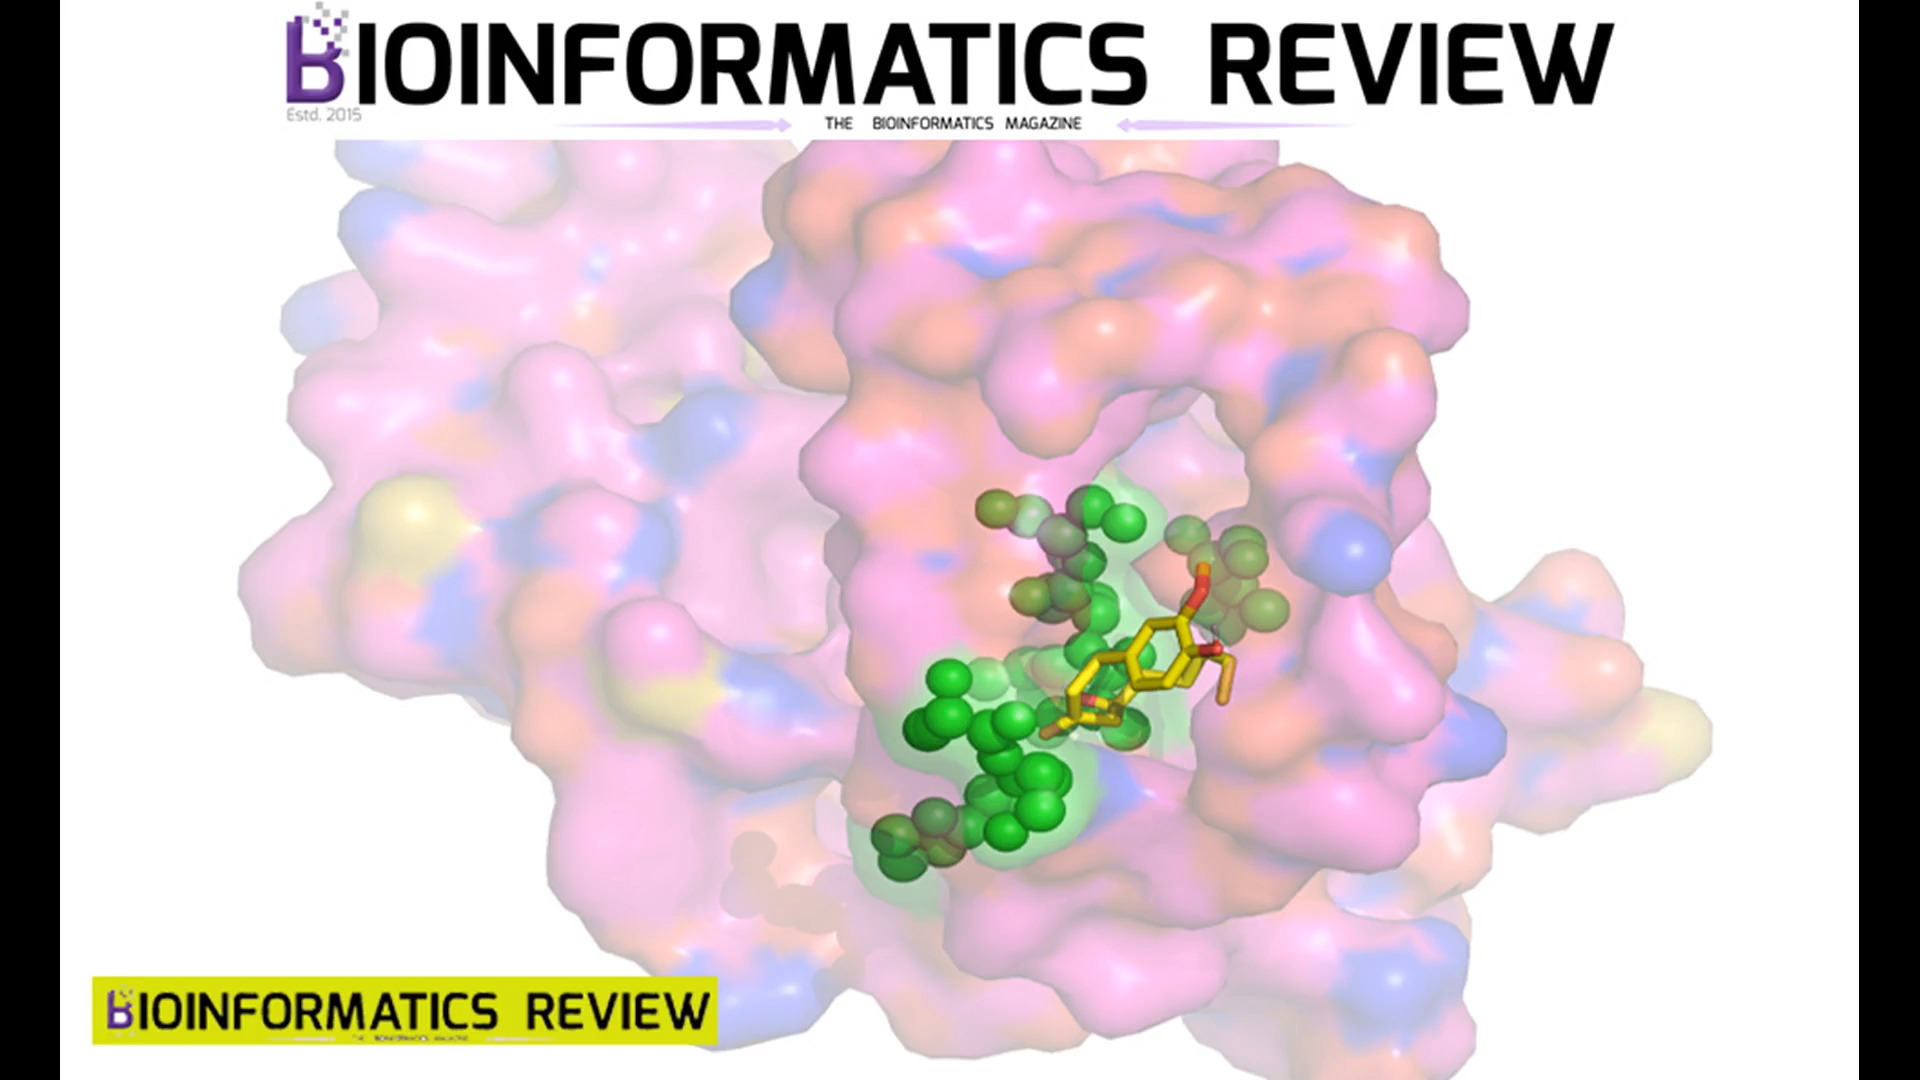 BIOINFORMATICS REVIEW
Estd. 2015
THE BIOINFORMATICS MAGAZINE
BIOINFORMATICS REVIEW